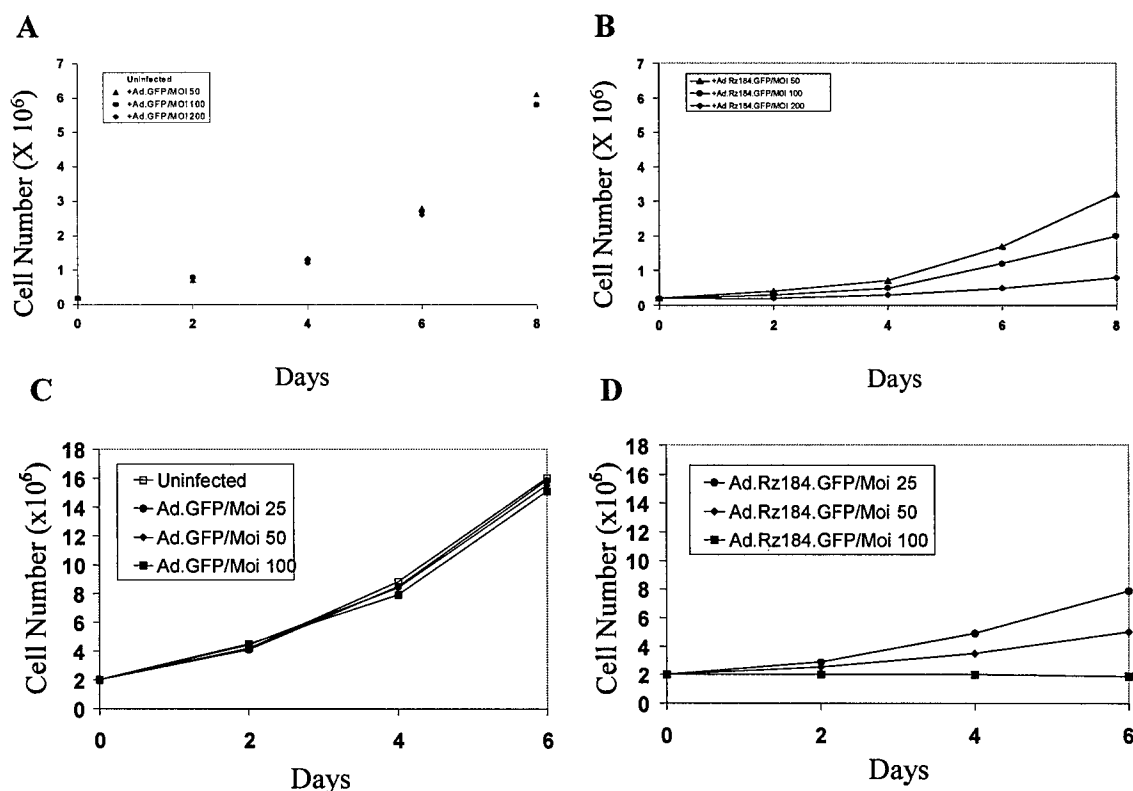 A
Cell Number (X 10⁶)
7
6
5
4
3
2
1
0
Uninfected
+Ad.GFP/MOI 50
+Ad.GFP/MOI 100
+Ad.GFP/MOI 200
0 2 4 6 8
Days
B
Cell Number (X 10⁶)
7
6
5
4
3
2
1
0
+Ad.Rz184.GFP/MOI 50
+Ad.Rz184.GFP/MOI 100
+Ad.Rz184.GFP/MOI 200
0 2 4 6 8
Days
C
Cell Number (x10⁶)
18
16
14
12
10
8
6
4
2
0
Uninfected
Ad.GFP/Moi 25
Ad.GFP/Moi 50
Ad.GFP/Moi 100
0 2 4 6
Days
D
Cell Number (x10⁶)
18
16
14
12
10
8
6
4
2
0
Ad.Rz184.GFP/Moi 25
Ad.Rz184.GFP/Moi 50
Ad.Rz184.GFP/Moi 100
0 2 4 6
Days